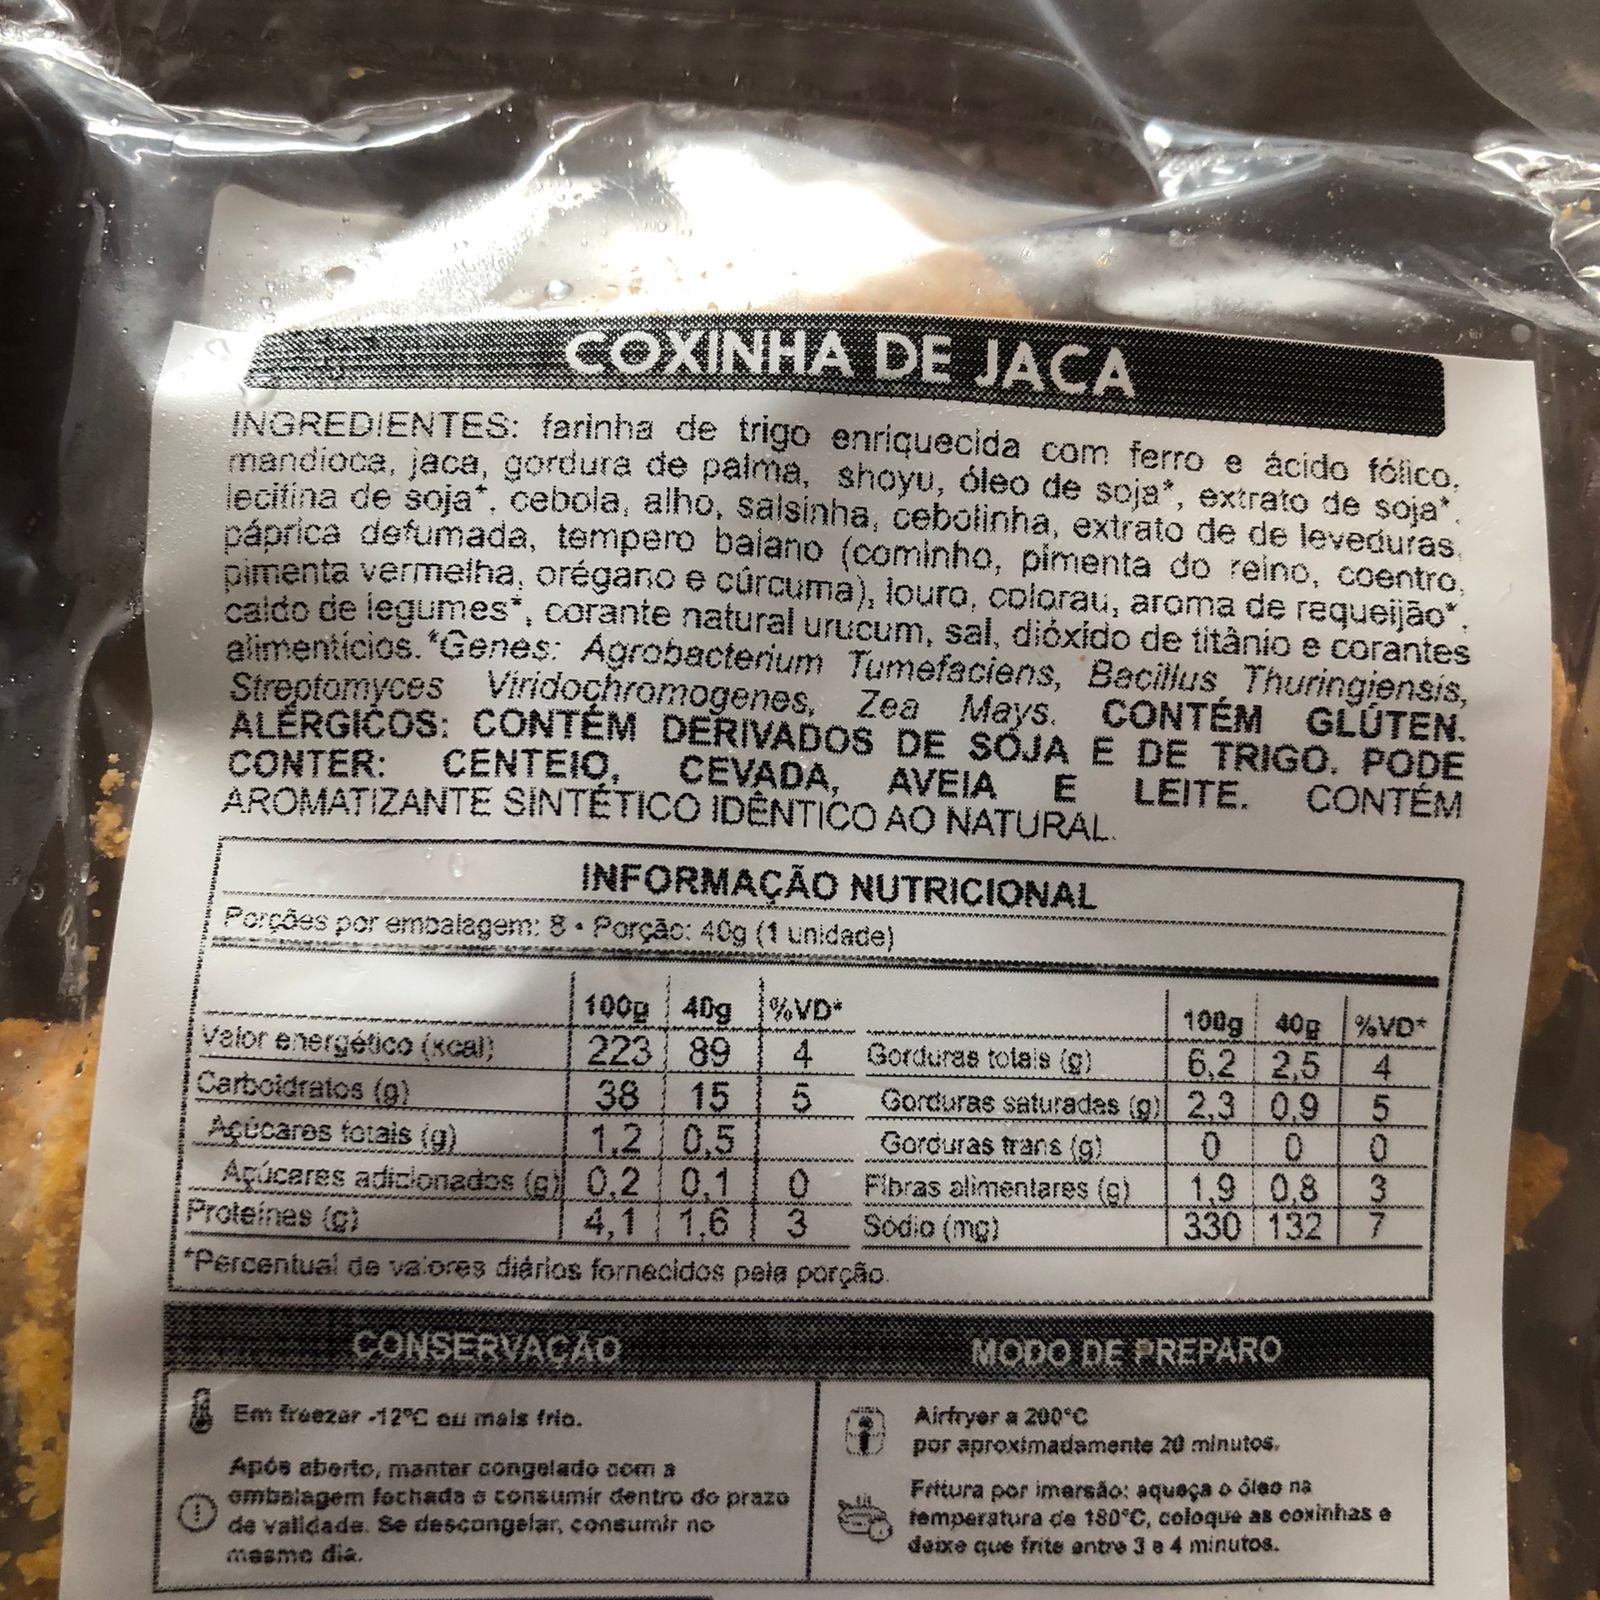 COXINHA DE JACA
INGREDIENTES: farinha de trigo enriquecida com ferro e ácido fólico,
mandioca, jaca, gordura de palma, shoyu, óleo de soja*, extrato de soja*,
lecitina de soja*, cebola, alho, salsinha, cebolinha, extrato de de leveduras,
páprica defumada, tempero baiano (cominho, pimenta do reino, coentro,
pimenta vermelha, orégano e cúrcuma), louro, colorau, aroma de requeijão*,
caldo de legumes*, corante natural urucum, sal, dióxido de titânio e corantes
alimentícios. *Genes: Agrobacterium Tumefaciens, Bacillus Thuringiensis,
Streptomyces Viridochromogenes, Zea Mays. CONTÉM GLÚTEN.
ALÉRGICOS: CONTÉM DERIVADOS DE SOJA E DE TRIGO. PODE
CONTER: CENTEIO, CEVADA, AVEIA E LEITE. CONTÉM
AROMATIZANTE SINTÉTICO IDÊNTICO AO NATURAL.
INFORMAÇÃO NUTRICIONAL
Porções por embalagem: 8 • Porção: 40g (1 unidade)
100g 40g %VD*
Valor energético (kcal) 223 89 4
Carboidratos (g) 38 15 5
Açúcares totais (g) 1,2 0,5
Açúcares adicionados (g) 0,2 0,1 0
Proteínas (g) 4,1 1,6 3
100g 40g %VD*
Gorduras totais (g) 6,2 2,5 4
Gorduras saturadas (g) 2,3 0,9 5
Gorduras trans (g) 0 0 0
Fibras alimentares (g) 1,9 0,8 3
Sódio (mg) 330 132 7
*Percentual de valores diários fornecidos pela porção.
CONSERVAÇÃO
Em freezer -12°C ou mais frio.
Após aberto, manter congelado com a
embalagem fechada e consumir dentro do prazo
de validade. Se descongelar, consumir no
mesmo dia.
MODO DE PREPARO
Airfryer a 200°C
por aproximadamente 20 minutos.
Fritura por imersão: aqueça o óleo na
temperatura de 180°C, coloque as coxinhas e
deixe que frite entre 3 e 4 minutos.